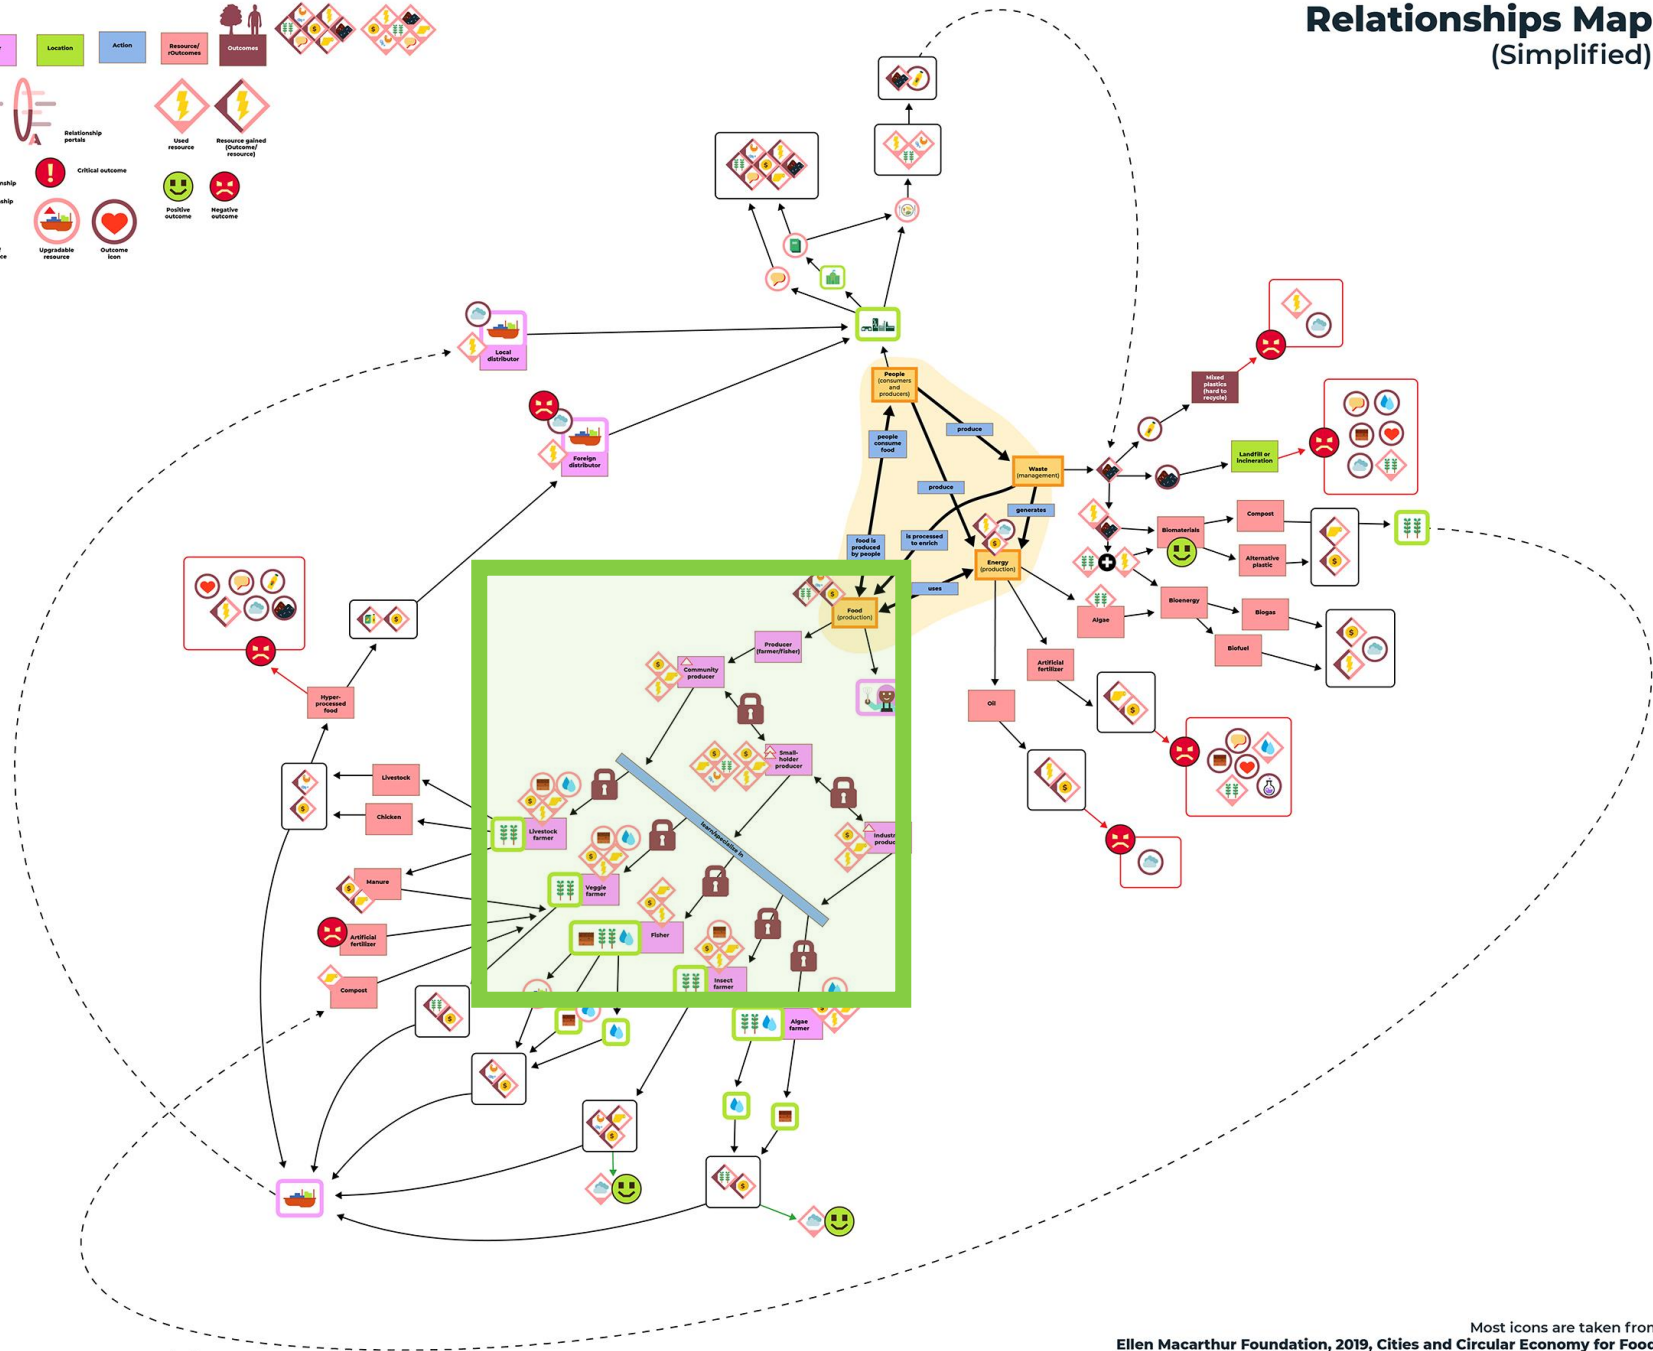 Relationships Map
(Simplified)
Location
Action
Resource/
rOutcomes
Outcomes
Relationship
portals
Used
resource
Resource gained
(Outcome/
resource)
Critical outcome
Upgradable
resource
Outcome
icon
Positive
outcome
Negative
outcome
Local
distributor
Foreign
distributor
People
(consumers
and
producers)
people
consume
food
produce
Waste
(management)
produce
generates
is processed
to enrich
food is
produced
by people
Energy
(production)
uses
Food
(production)
Mixed
plastics
(hard to
recycle)
Landfill or
incineration
Biomaterials
Compost
Alternative
plastic
Bioenergy
Biogas
Biofuel
Algae
Artificial
fertilizer
Oil
Producer
(farmer/fisher)
Community
producer
Small-
holder
producer
learn/specialise in
Livestock
farmer
Veggie
farmer
Fisher
Insect
farmer
Algae
farmer
Hyper-
processed
food
Livestock
Chicken
Manure
Artificial
fertilizer
Compost
Most icons are taken from
Ellen Macarthur Foundation, 2019, Cities and Circular Economy for Food